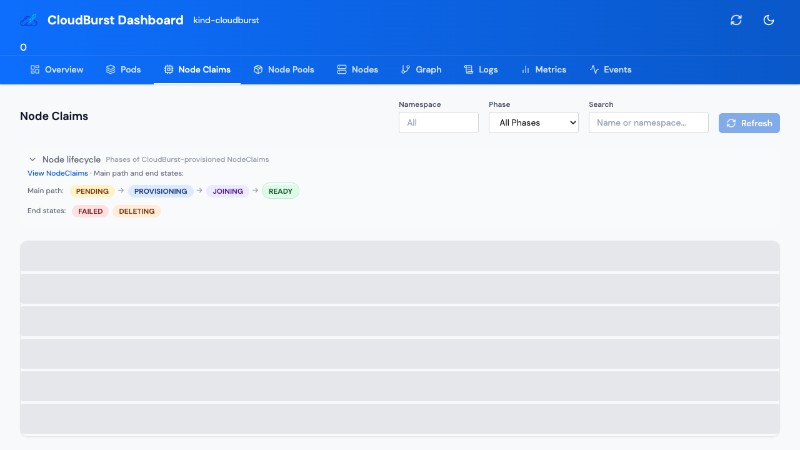 CloudBurst Dashboard kind-cloudburst
0
Overview Pods Node Claims Node Pools Nodes Graph Logs Metrics Events
Node Claims
Namespace Phase Search
All All Phases Name or namespace... Refresh
Node lifecycle Phases of CloudBurst-provisioned NodeClaims
View NodeClaims · Main path and end states:
Main path: PENDING → PROVISIONING → JOINING → READY
End states: FAILED DELETING